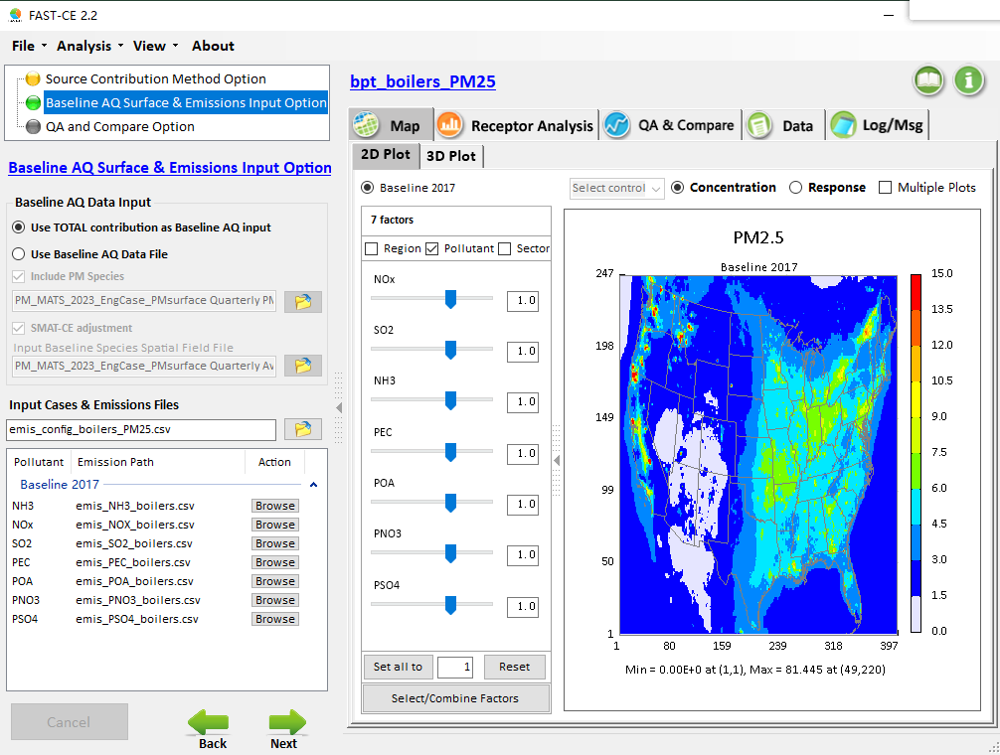 FAST-CE 2.2
File Analysis View About
Source Contribution Method Option
Baseline AQ Surface & Emissions Input Option
QA and Compare Option
Baseline AQ Surface & Emissions Input Option
Baseline AQ Data Input
Use TOTAL contribution as Baseline AQ input
Use Baseline AQ Data File
Include PM Species
PM_MATS_2023_EngCase_PMsurface Quarterly PM
SMAT-CE adjustment
Input Baseline Species Spatial Field File
PM_MATS_2023_EngCase_PMsurface Quarterly Av
Input Cases & Emissions Files
emis_config_boilers_PM25.csv
Pollutant Emission Path Action
Baseline 2017
NH3 emis_NH3_boilers.csv Browse
NOx emis_NOX_boilers.csv Browse
SO2 emis_SO2_boilers.csv Browse
PEC emis_PEC_boilers.csv Browse
POA emis_POA_boilers.csv Browse
PNO3 emis_PNO3_boilers.csv Browse
PSO4 emis_PSO4_boilers.csv Browse
Cancel
Back
Next
bpt_boilers_PM25
Map Receptor Analysis QA & Compare Data Log/Msg
2D Plot 3D Plot
Baseline 2017
Select control Concentration Response Multiple Plots
7 factors
Region Pollutant Sector
NOx
1.0
SO2
1.0
NH3
1.0
PEC
1.0
POA
1.0
PNO3
1.0
PSO4
1.0
Set all to 1 Reset
Select/Combine Factors
PM2.5
Baseline 2017
247
198
149
99
50
1
1 80 159 239 318 397
15.0
13.5
12.0
10.5
9.0
7.5
6.0
4.5
3.0
1.5
0.0
Min = 0.00E+0 at (1,1), Max = 81.445 at (49,220)